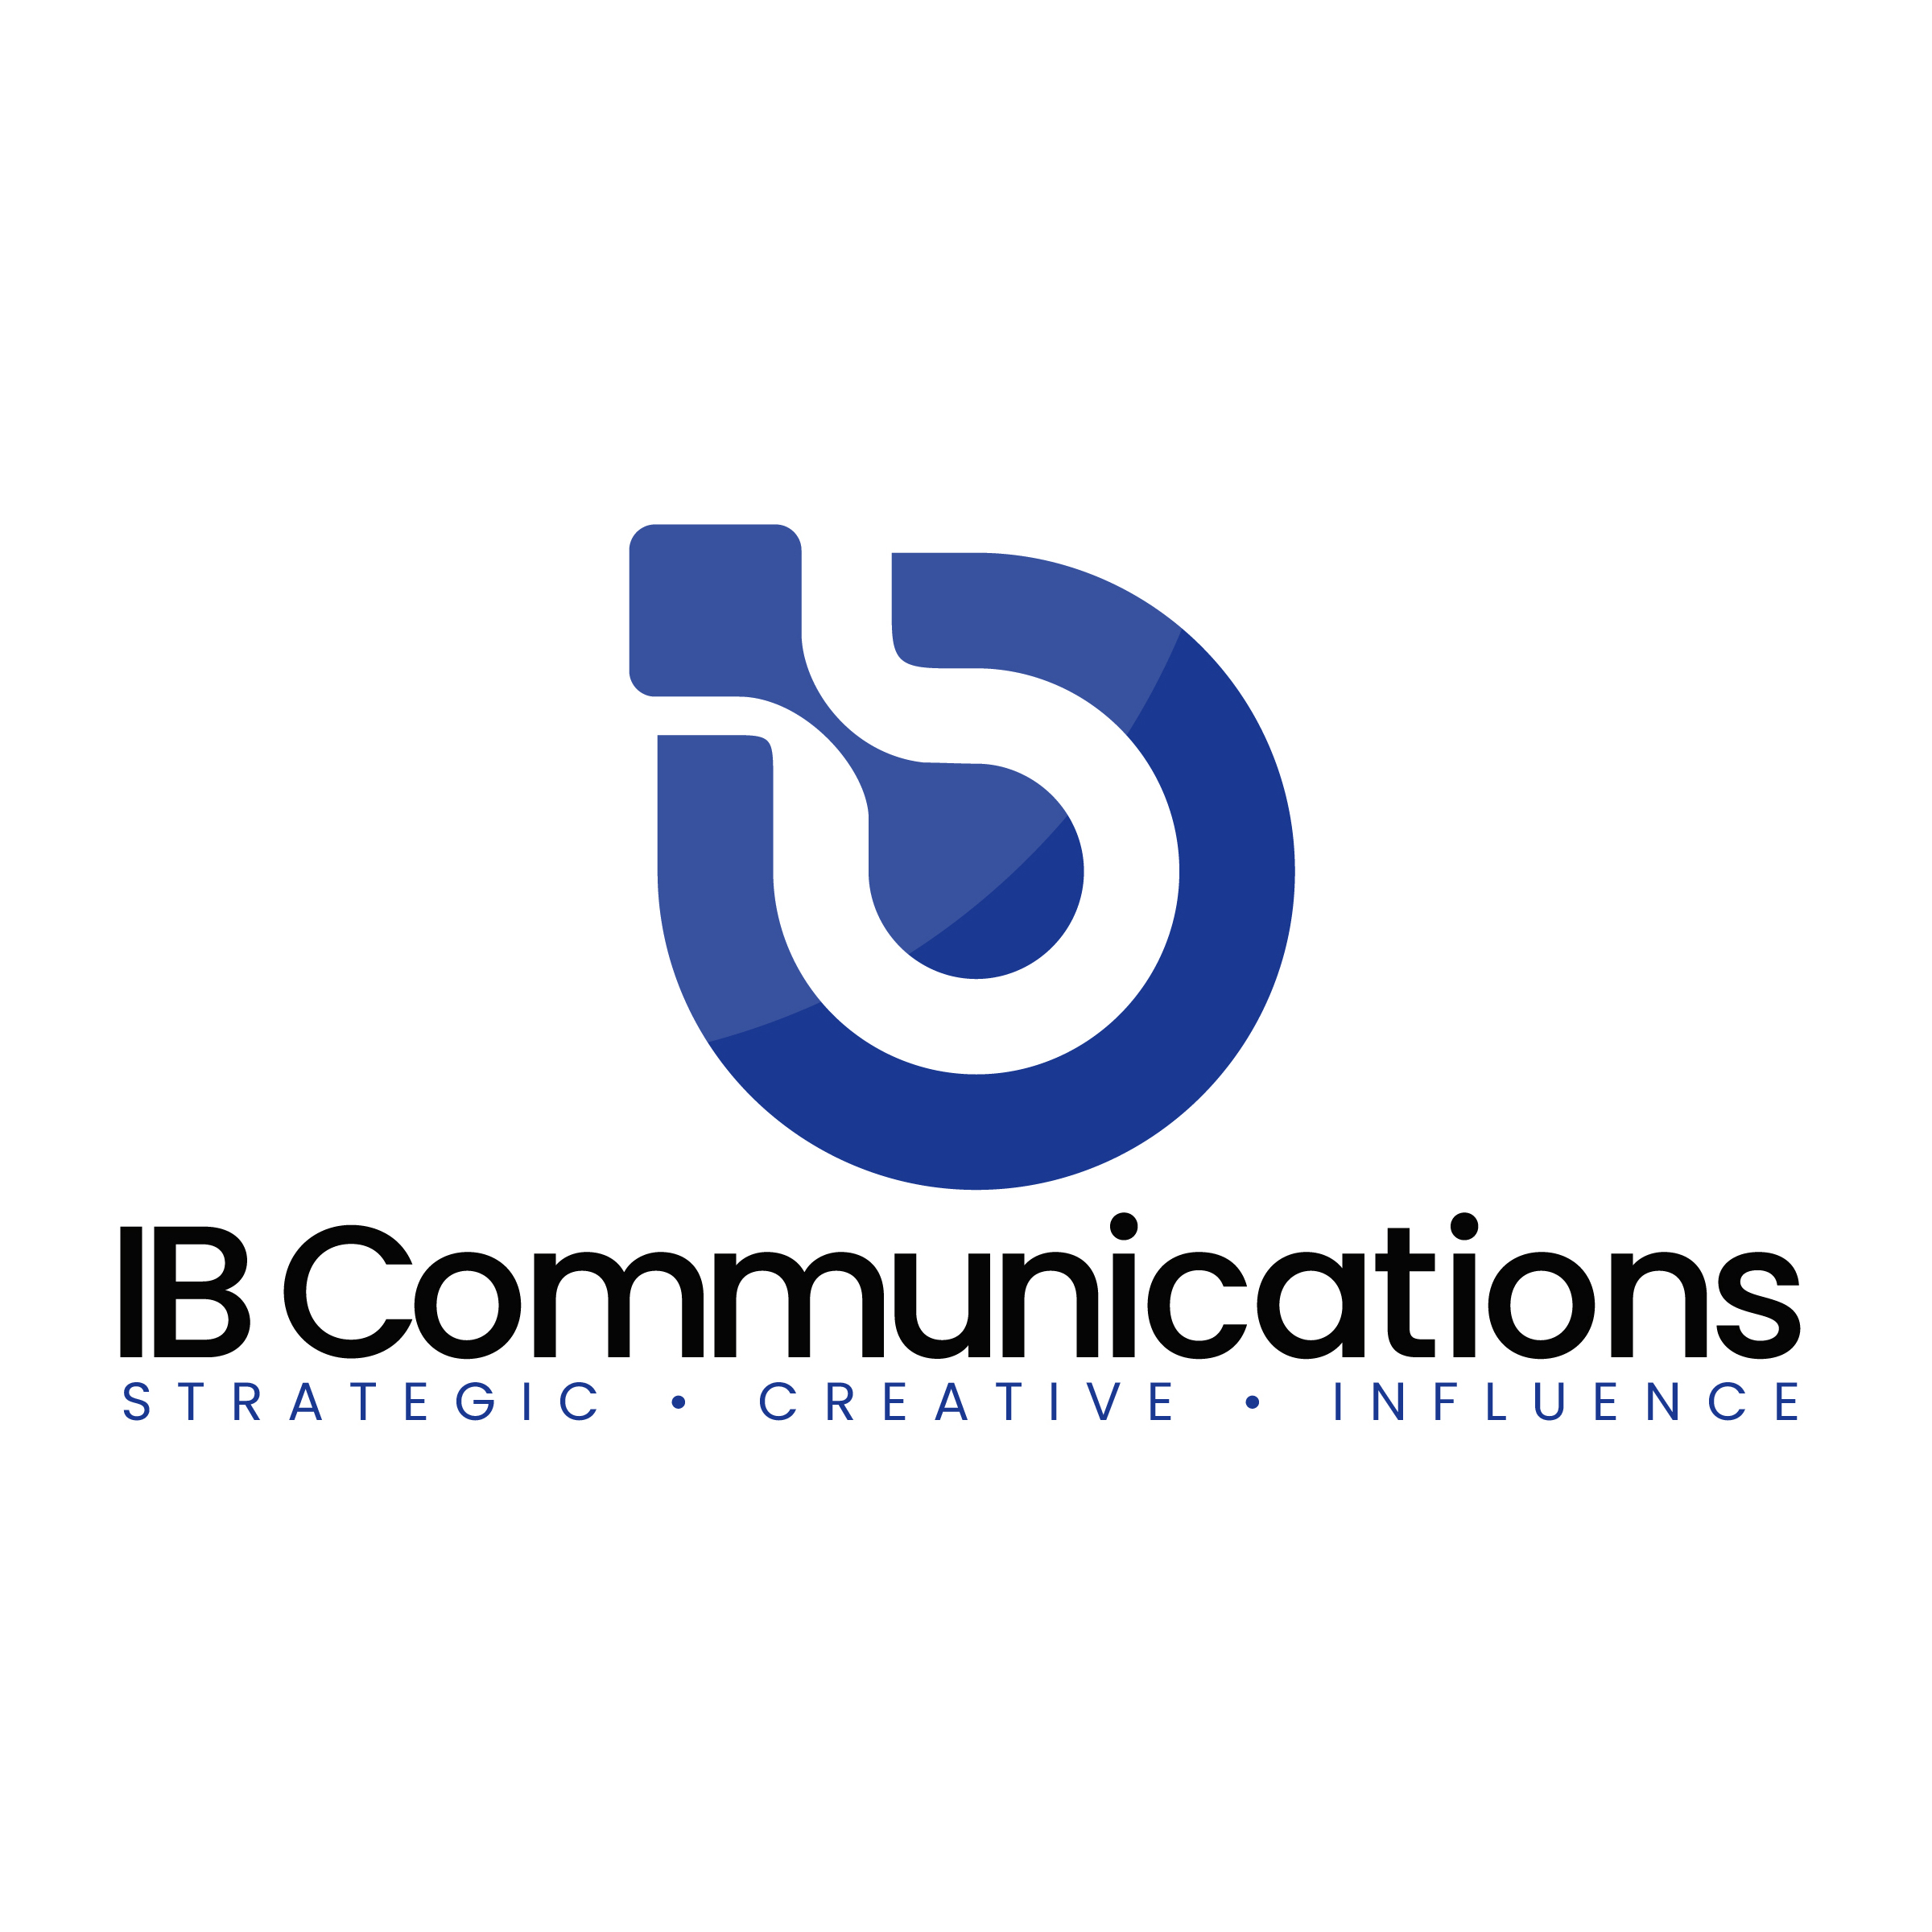 IB Communications
STRATEGIC • CREATIVE • INFLUENCE